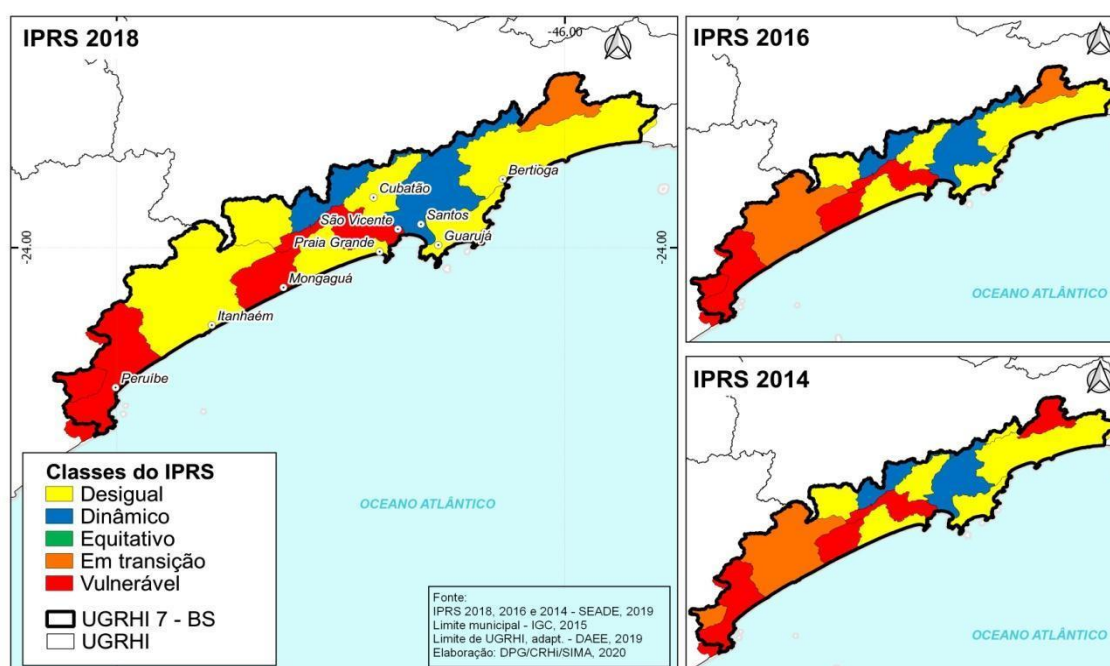 IPRS 2018
-46.00
Bertioga
Cubatão
São Vicente
Santos
Praia Grande
Guarujá
-24.00
-24.00
Mongaguá
Itanhaém
Peruíbe
OCEANO ATLÂNTICO
Classes do IPRS
Desigual
Dinâmico
Equitativo
Em transição
Vulnerável
UGRHI 7 - BS
UGRHI
Fonte:
IPRS 2018, 2016 e 2014 - SEADE, 2019
Limite municipal - IGC, 2015
Limite de UGRHI, adapt. - DAEE, 2019
Elaboração: DPG/CRHi/SIMA, 2020
IPRS 2016
OCEANO ATLÂNTICO
IPRS 2014
OCEANO ATLÂNTICO